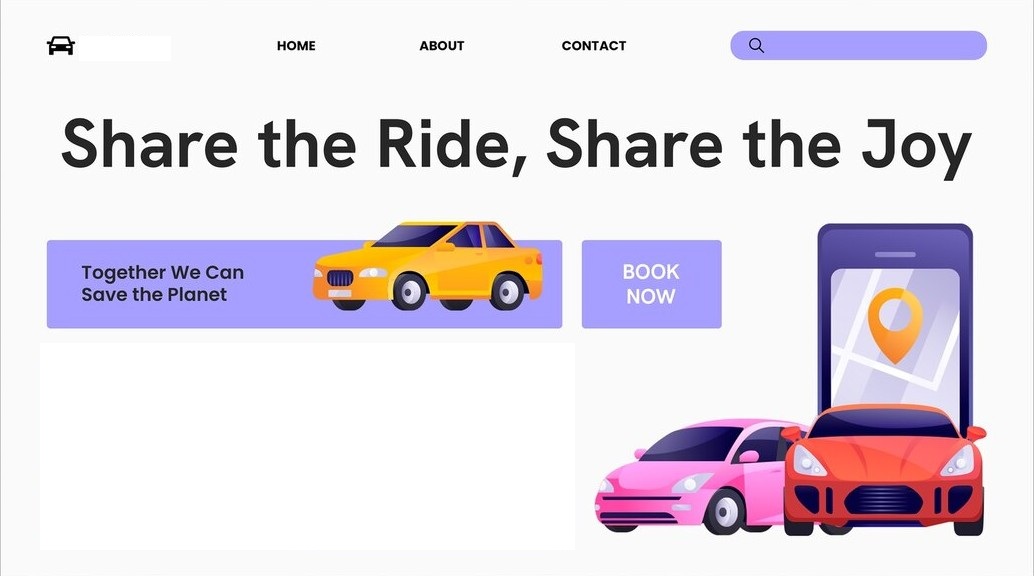 HOME
ABOUT
CONTACT
Share the Ride, Share the Joy
Together We Can
Save the Planet
BOOK
NOW